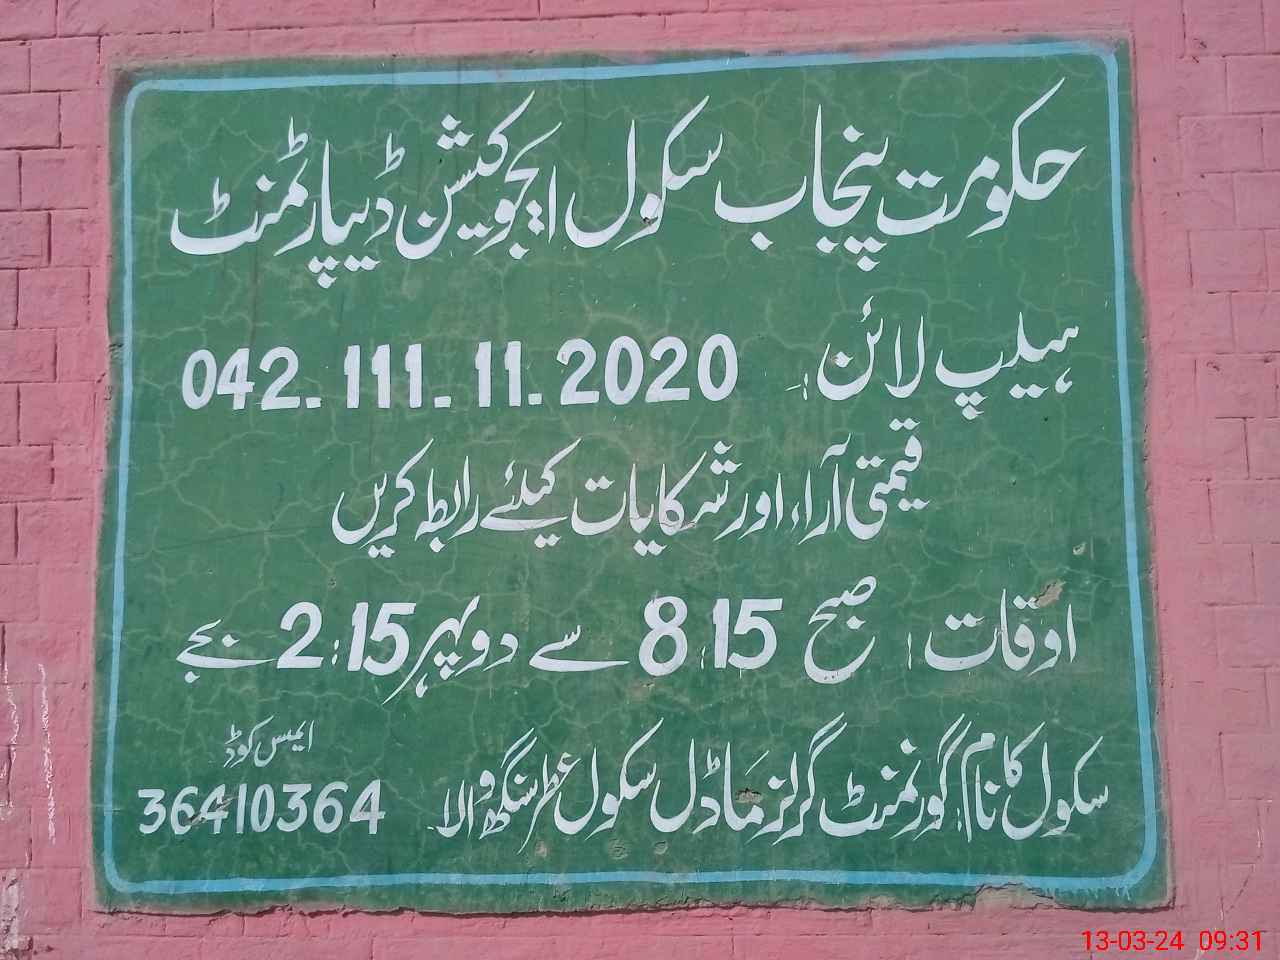 حکومت پنجاب سکول ایجوکیشن ڈیپارٹمنٹ
ہیلپ لائن: 042.111.11.2020
قیمتی آراء اور شکایات کیلئے رابطہ کریں
اوقات: صبح 8:15 سے دوپہر 2:15 بجے
ایمس کوڈ
سکول کا نام: گورنمنٹ گرلز ماڈل سکول عطر سنگھ والا 36410364
13-03-24 09:31